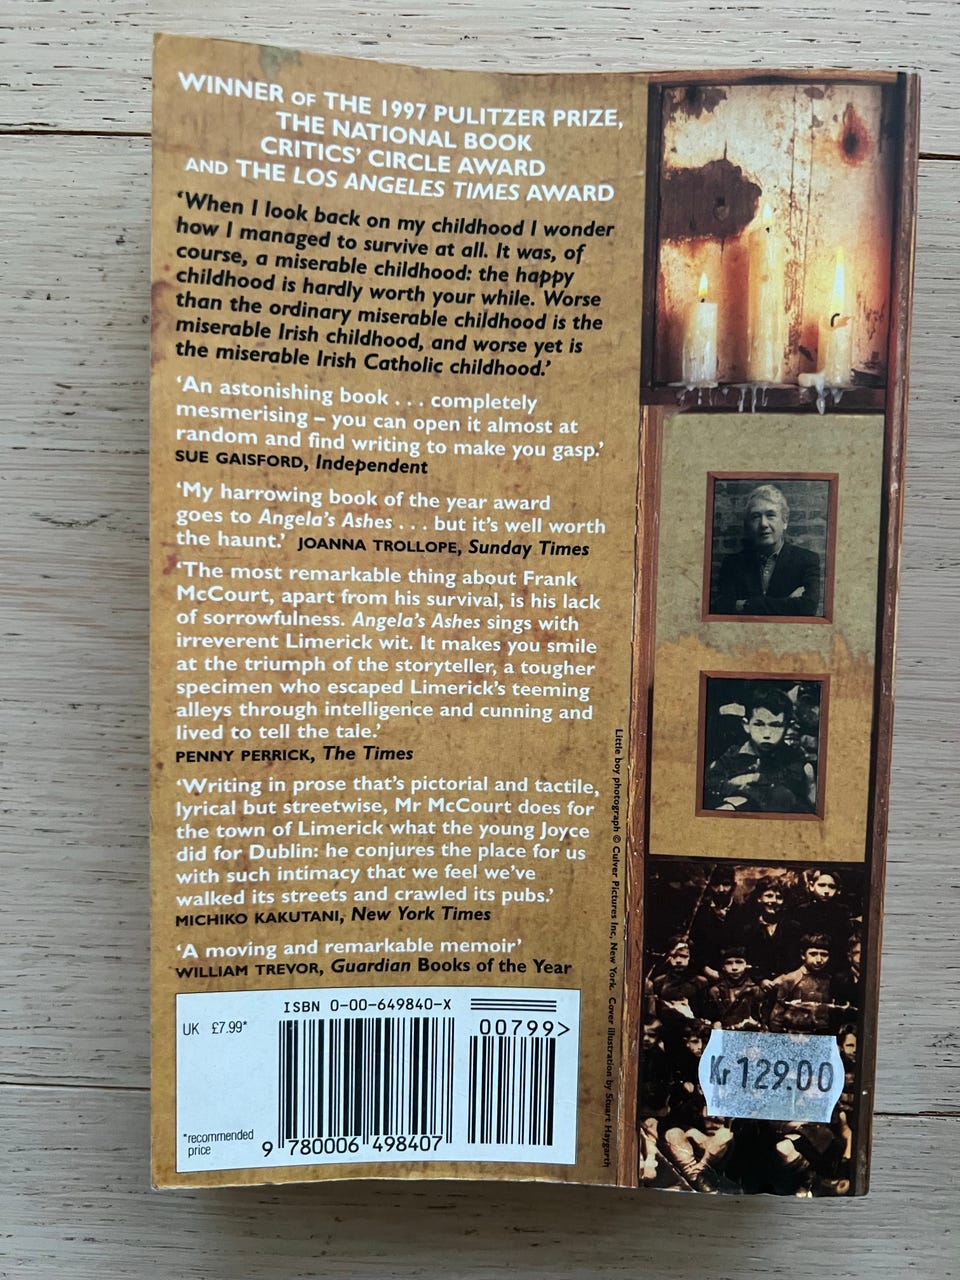 WINNER OF THE 1997 PULITZER PRIZE,
THE NATIONAL BOOK
CRITICS' CIRCLE AWARD
AND THE LOS ANGELES TIMES AWARD
'When I look back on my childhood I wonder
how I managed to survive at all. It was, of
course, a miserable childhood: the happy
childhood is hardly worth your while. Worse
than the ordinary miserable childhood is the
miserable Irish childhood, and worse yet is
the miserable Irish Catholic childhood.'
'An astonishing book . . . completely
mesmerising – you can open it almost at
random and find writing to make you gasp.'
SUE GAISFORD, Independent
'My harrowing book of the year award
goes to Angela's Ashes . . . but it's well worth
the haunt.' JOANNA TROLLOPE, Sunday Times
'The most remarkable thing about Frank
McCourt, apart from his survival, is his lack
of sorrowfulness. Angela's Ashes sings with
irreverent Limerick wit. It makes you smile
at the triumph of the storyteller, a tougher
specimen who escaped Limerick's teeming
alleys through intelligence and cunning and
lived to tell the tale.'
PENNY PERRICK, The Times
'Writing in prose that's pictorial and tactile,
lyrical but streetwise, Mr McCourt does for
the town of Limerick what the young Joyce
did for Dublin: he conjures the place for us
with such intimacy that we feel we've
walked its streets and crawled its pubs.'
MICHIKO KAKUTANI, New York Times
'A moving and remarkable memoir'
WILLIAM TREVOR, Guardian Books of the Year
ISBN 0-00-649840-X
UK £7.99*
00799>
*recommended
price
9 780006 498407
Little boy photograph © Culver Pictures Inc, New York. Cover illustration by Stuart Haygarth
Kr 129.00